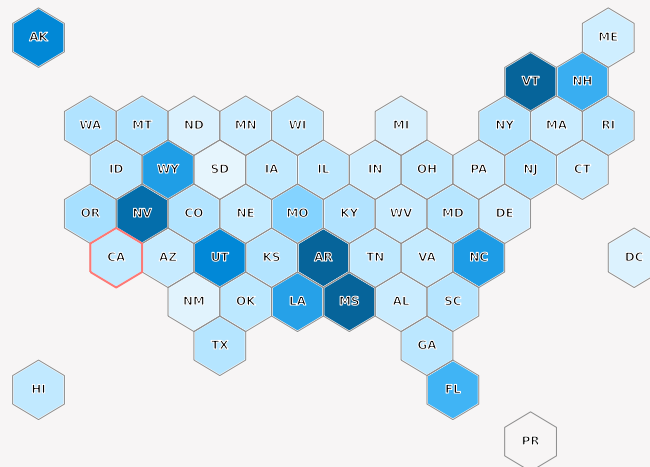 AK
ME
VT NH
WA MT ND MN WI MI NY MA RI
ID WY SD IA IL IN OH PA NJ CT
OR NV CO NE MO KY WV MD DE
CA AZ UT KS AR TN VA NC DC
NM OK LA MS AL SC
TX GA
HI FL
PR